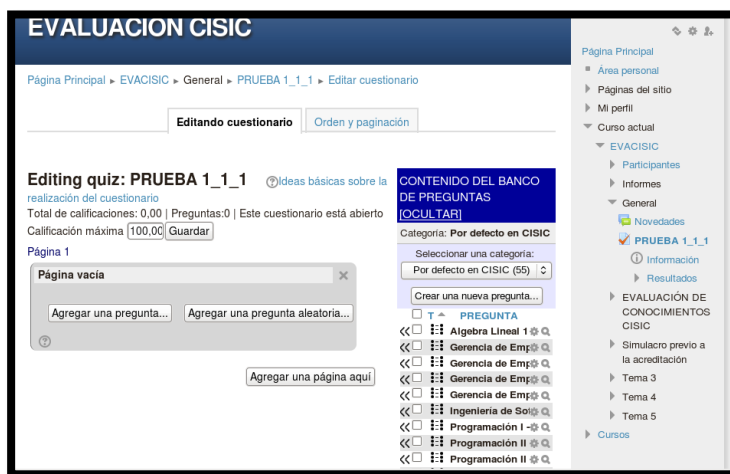 EVALUACIÓN CISIC
Página Principal ► EVACISIC ► General ► PRUEBA 1_1_1 ► Editar cuestionario
Editando cuestionario Orden y paginación
Editing quiz: PRUEBA 1_1_1 Ideas básicas sobre la
realización del cuestionario
Total de calificaciones: 0,00 | Preguntas:0 | Este cuestionario está abierto
Calificación máxima 100,00 Guardar
Página 1
Página vacía
Agregar una pregunta... Agregar una pregunta aleatoria...
Agregar una página aquí
CONTENIDO DEL BANCO
DE PREGUNTAS
[OCULTAR]
Categoría: Por defecto en CISIC
Seleccionar una categoría:
Por defecto en CISIC (55)
Crear una nueva pregunta...
T PREGUNTA
Algebra Lineal 1
Gerencia de Emp
Gerencia de Emp
Gerencia de Emp
Gerencia de Emp
Ingeniería de Sof
Programación I -
Programación II
Programación II
Página Principal
Área personal
Páginas del sitio
Mi perfil
Curso actual
EVACISIC
Participantes
Informes
General
Novedades
PRUEBA 1_1_1
Información
Resultados
EVALUACIÓN DE
CONOCIMIENTOS
CISIC
Simulacro previo a
la acreditación
Tema 3
Tema 4
Tema 5
Cursos